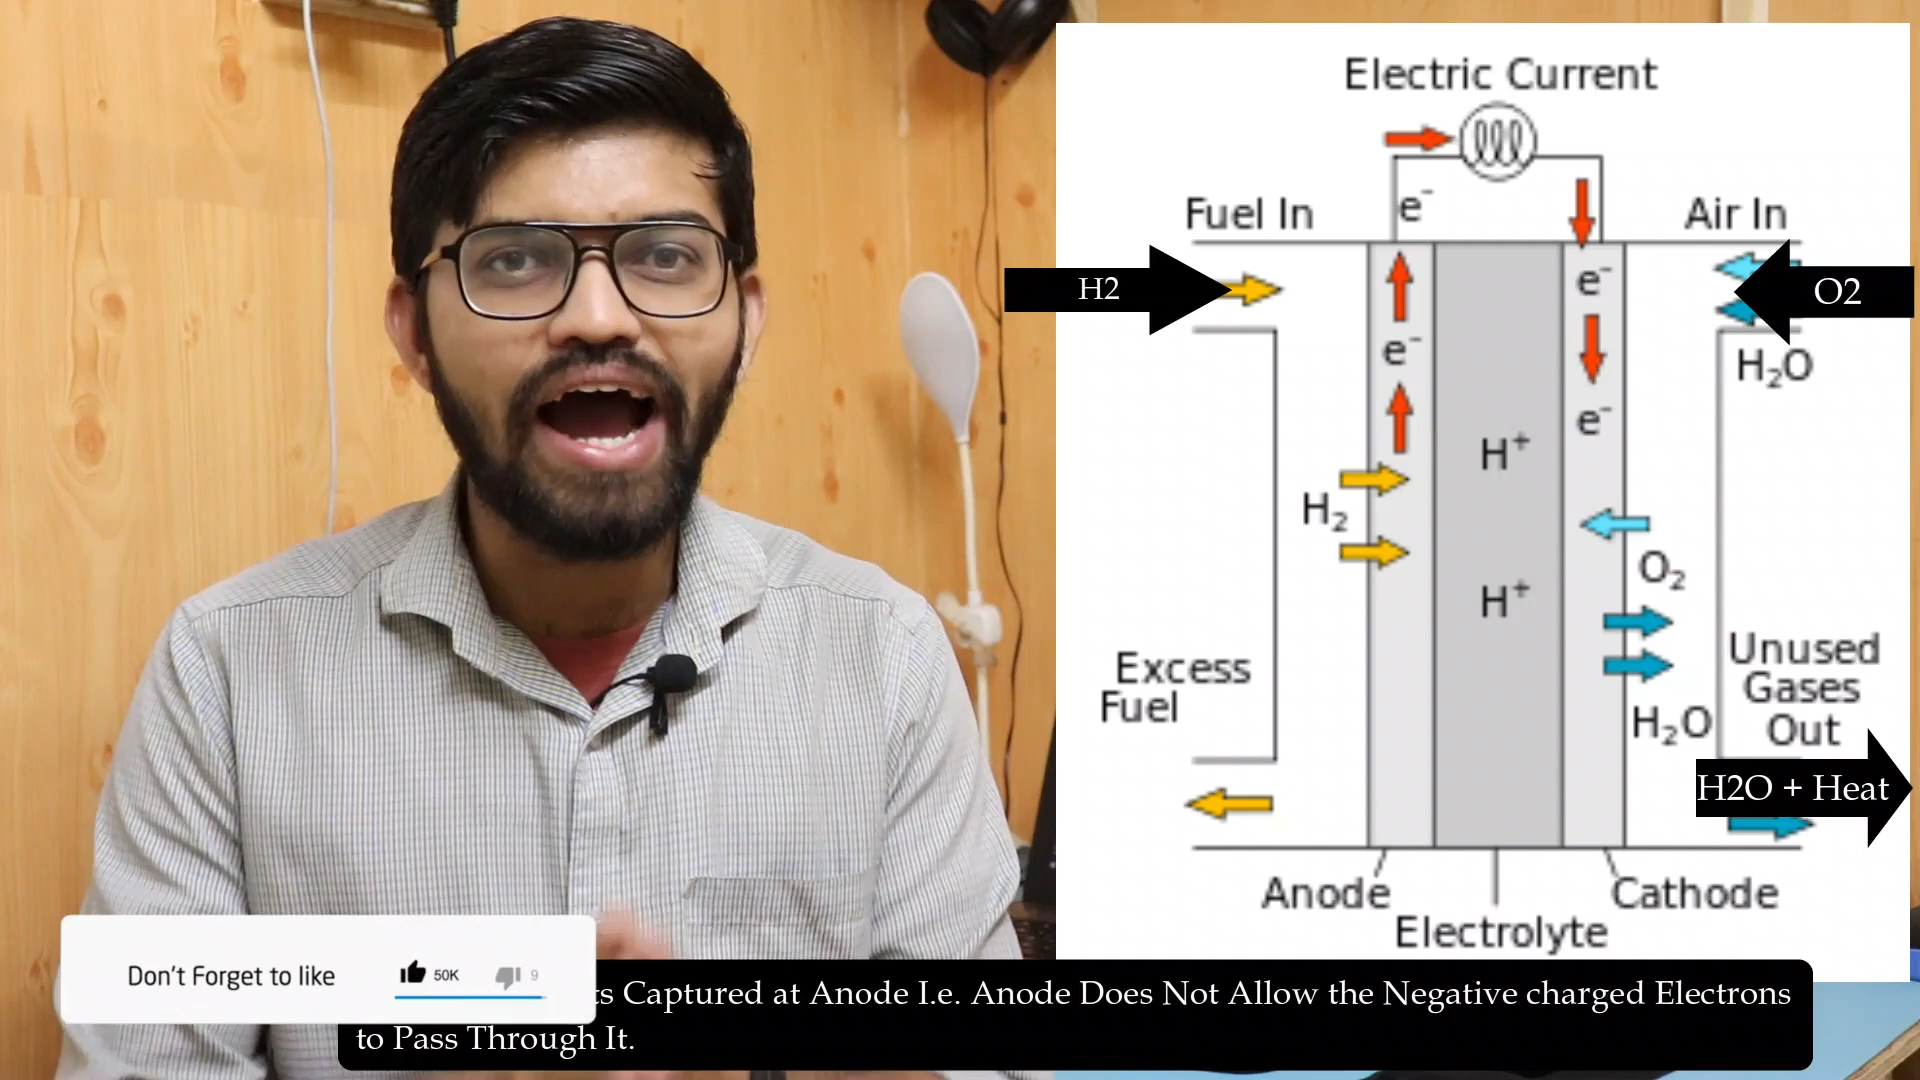 Electric Current
e⁻
Fuel In
Air In
H2
O2
e⁻
e⁻
H₂O
e⁻
H⁺
H₂
O₂
H⁺
Excess
Fuel
Unused
Gases
Out
H₂O
H2O + Heat
Anode
Cathode
Electrolyte
Don't Forget to like
50K
9
Captured at Anode I.e. Anode Does Not Allow the Negative charged Electrons
to Pass Through It.